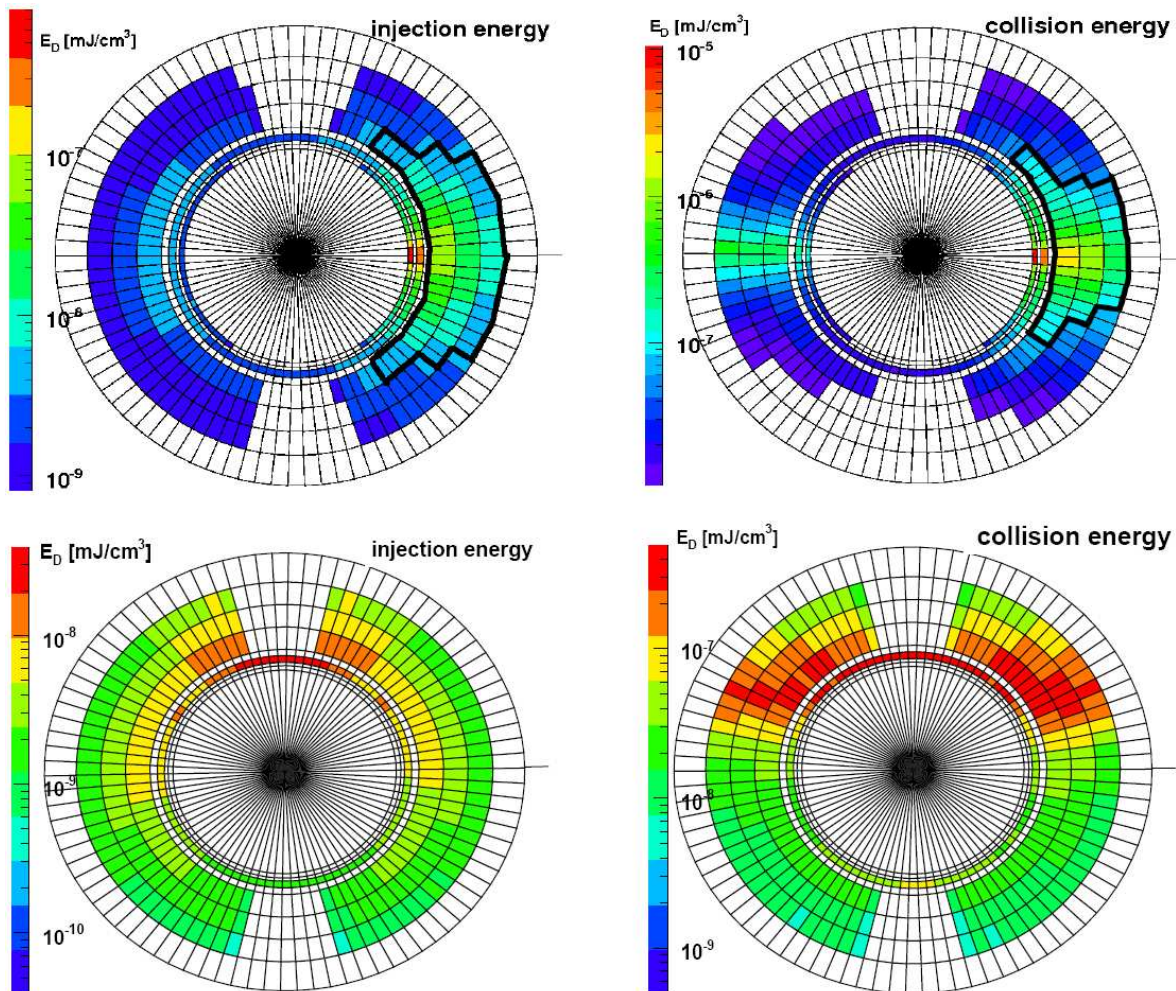 E_D [mJ/cm³]
injection energy
10⁻⁷
10⁻⁸
10⁻⁹
E_D [mJ/cm³]
collision energy
10⁻⁵
10⁻⁶
10⁻⁷
E_D [mJ/cm³]
injection energy
10⁻⁸
10⁻⁹
10⁻¹⁰
E_D [mJ/cm³]
collision energy
10⁻⁷
10⁻⁸
10⁻⁹